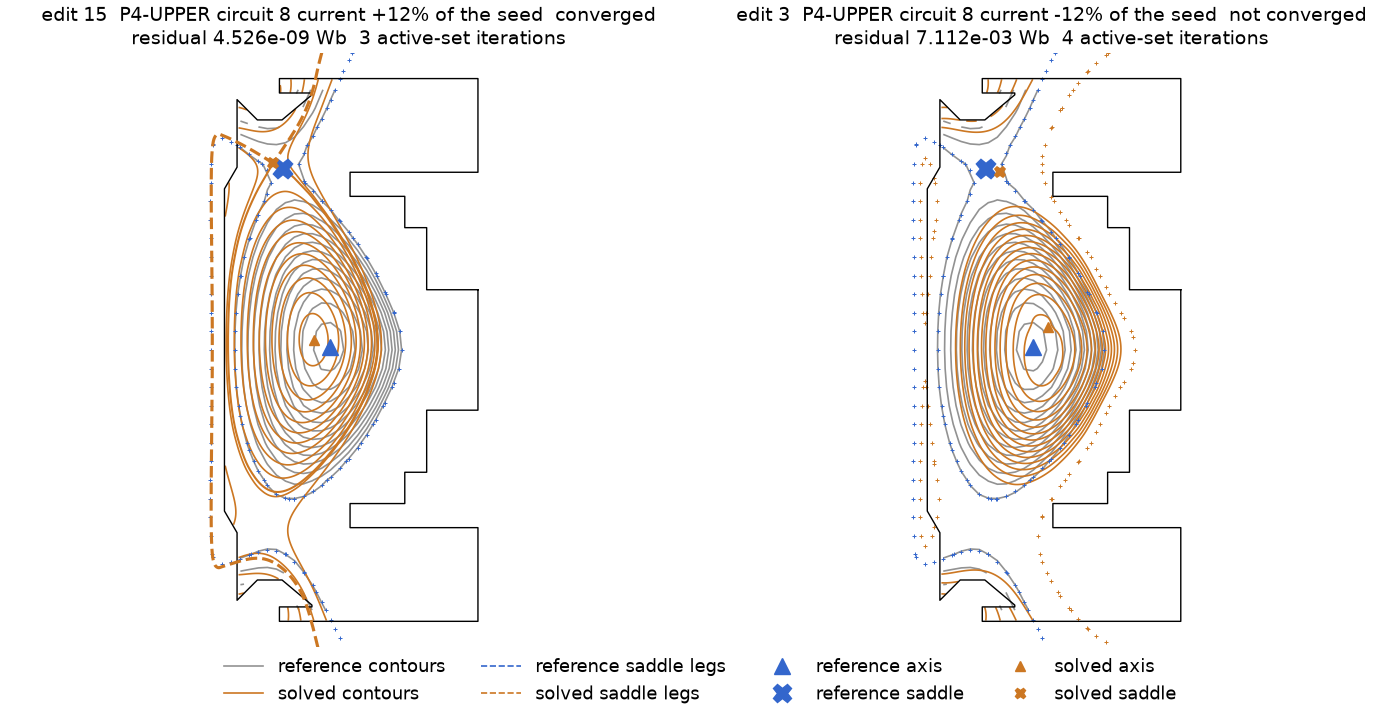 edit 15  P4-UPPER circuit 8 current +12% of the seed  converged
residual 4.526e-09 Wb  3 active-set iterations
edit 3  P4-UPPER circuit 8 current -12% of the seed  not converged
residual 7.112e-03 Wb  4 active-set iterations
reference contours
solved contours
reference saddle legs
solved saddle legs
reference axis
reference saddle
solved axis
solved saddle